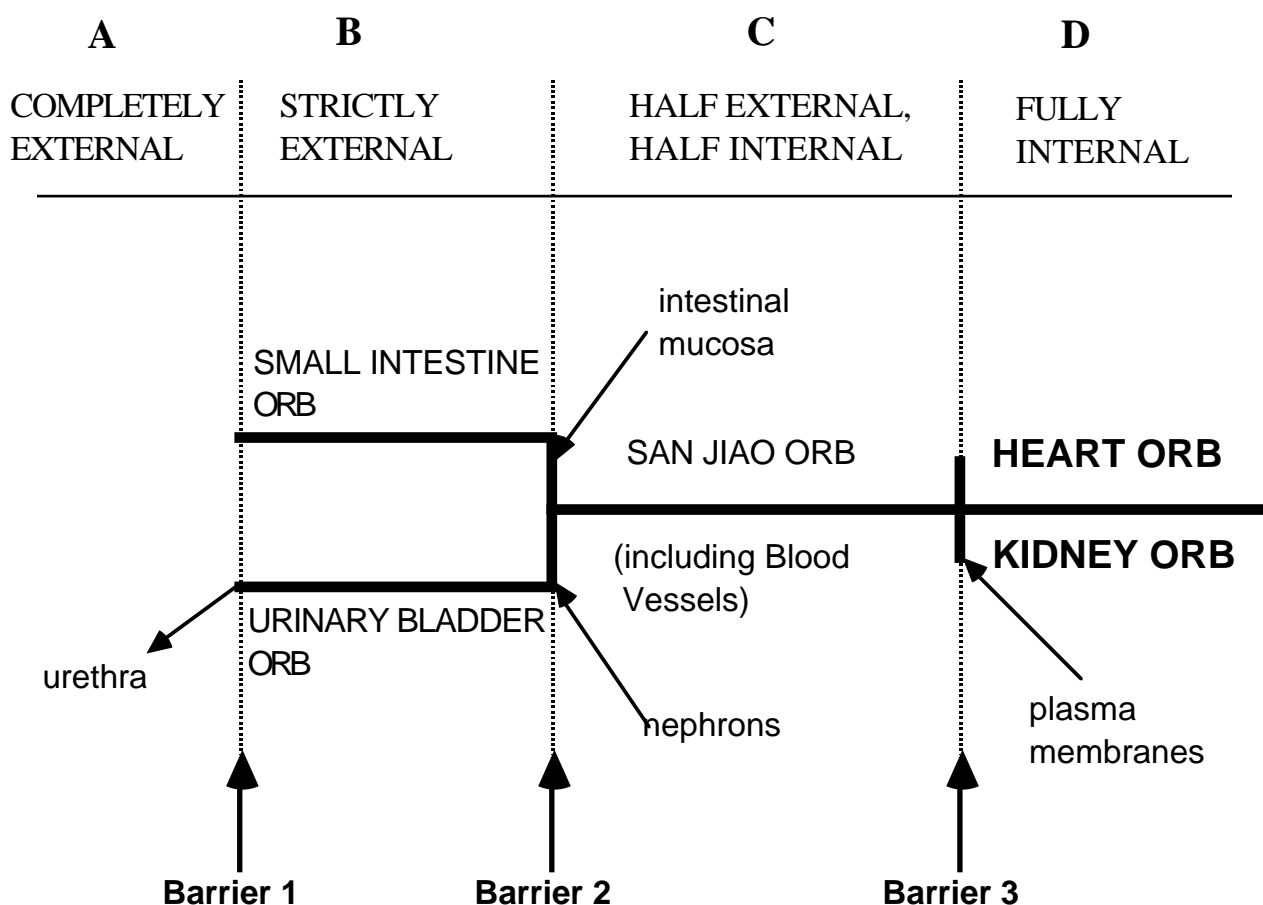 A
B
C
D
COMPLETELY
EXTERNAL
STRICTLY
EXTERNAL
HALF EXTERNAL,
HALF INTERNAL
FULLY
INTERNAL
intestinal
mucosa
SMALL INTESTINE
ORB
SAN JIAO ORB
HEART ORB
(including Blood
Vessels)
KIDNEY ORB
URINARY BLADDER
ORB
urethra
nephrons
plasma
membranes
Barrier 1
Barrier 2
Barrier 3